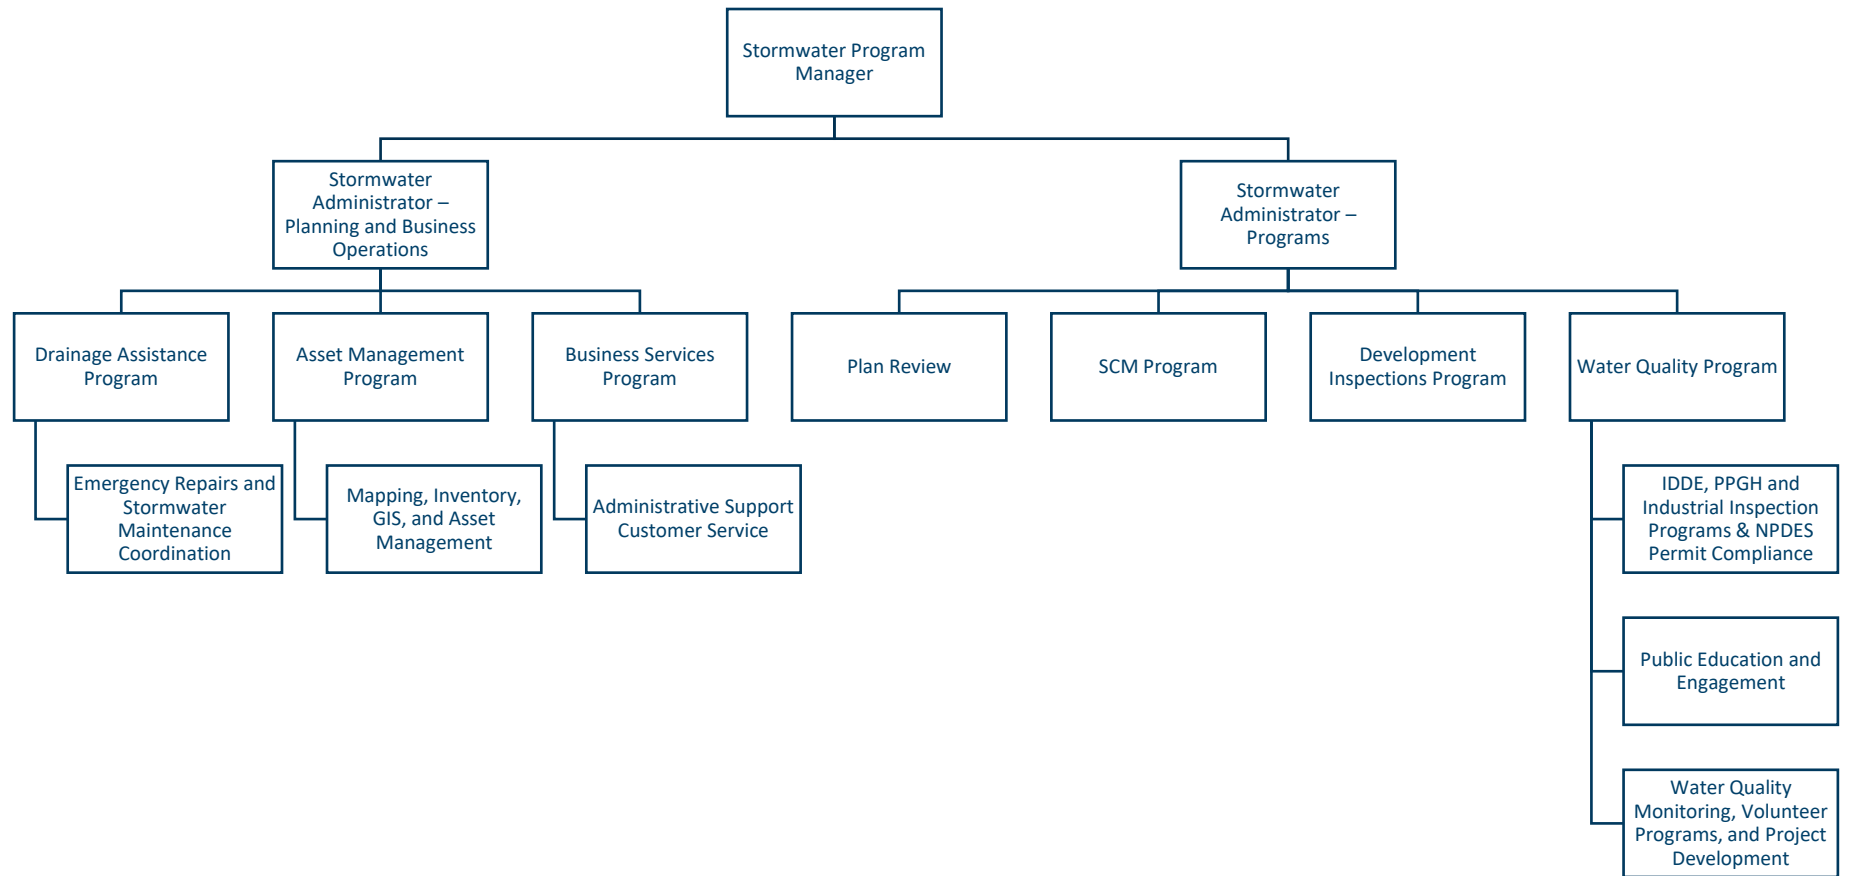 Stormwater Program
Manager
Stormwater
Administrator –
Planning and Business
Operations
Stormwater
Administrator –
Programs
Drainage Assistance
Program
Asset Management
Program
Business Services
Program
Plan Review
SCM Program
Development
Inspections Program
Water Quality Program
Emergency Repairs and
Stormwater
Maintenance
Coordination
Mapping, Inventory,
GIS, and Asset
Management
Administrative Support
Customer Service
IDDE, PPGH and
Industrial Inspection
Programs & NPDES
Permit Compliance
Public Education and
Engagement
Water Quality
Monitoring, Volunteer
Programs, and Project
Development